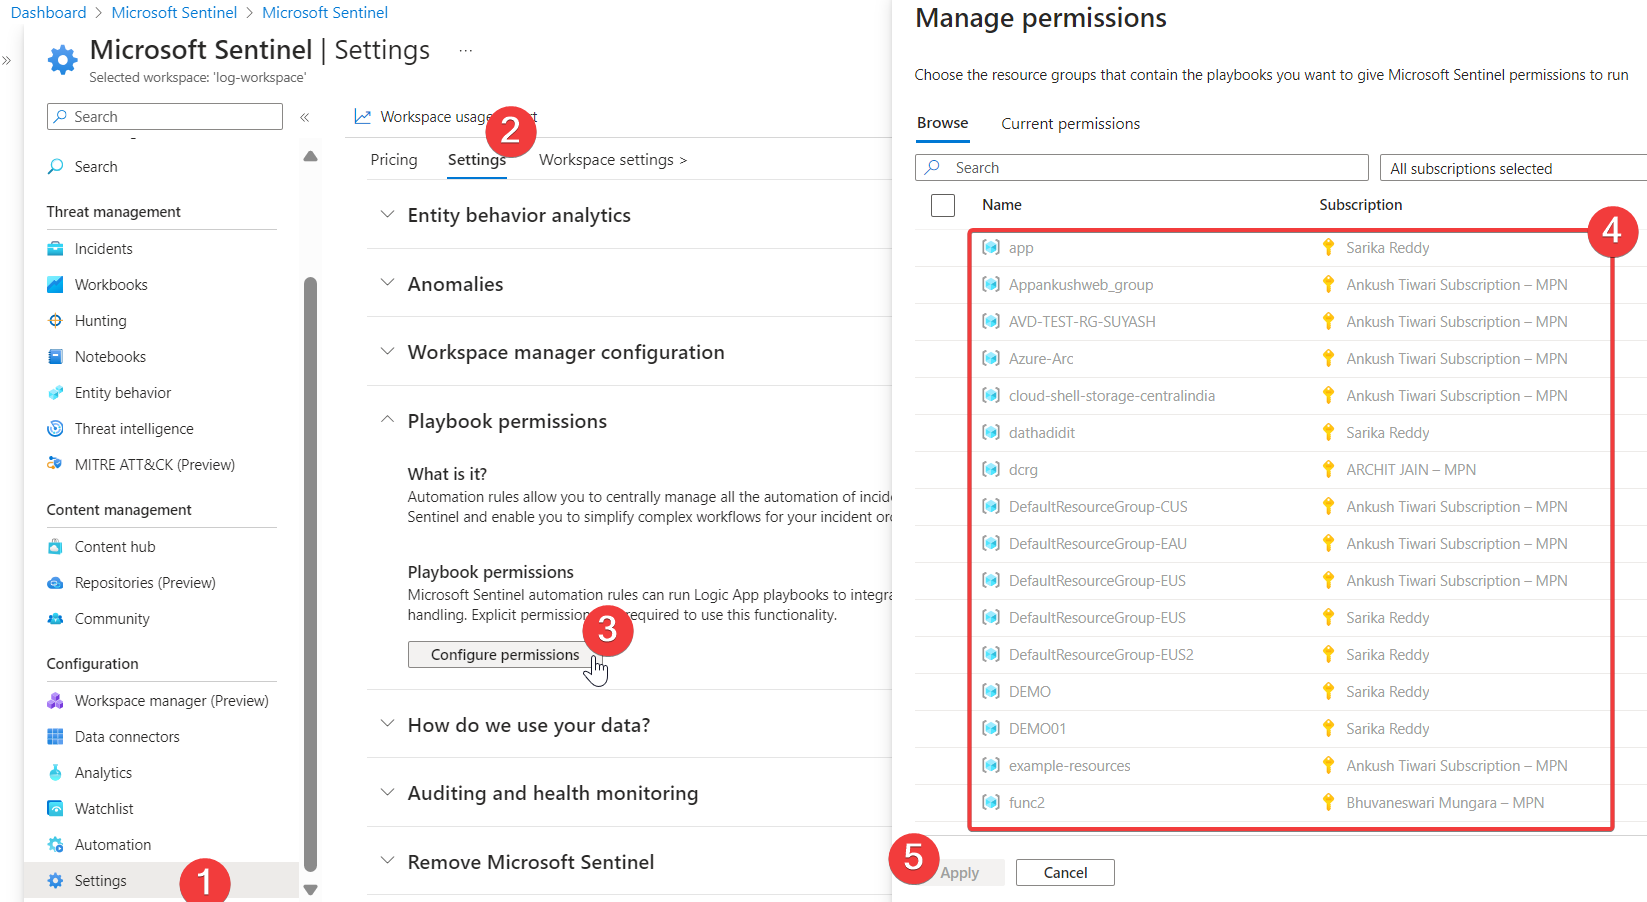 Dashboard > Microsoft Sentinel > Microsoft Sentinel
Microsoft Sentinel | Settings ...
Selected workspace: 'log-workspace'
Search
Search
Threat management
Incidents
Workbooks
Hunting
Notebooks
Entity behavior
Threat intelligence
MITRE ATT&CK (Preview)
Content management
Content hub
Repositories (Preview)
Community
Configuration
Workspace manager (Preview)
Data connectors
Analytics
Watchlist
Automation
Settings
1
Workspace usage
2
Pricing Settings Workspace settings >
Entity behavior analytics
Anomalies
Workspace manager configuration
Playbook permissions
What is it?
Automation rules allow you to centrally manage all the automation of incid
Sentinel and enable you to simplify complex workflows for your incident or
Playbook permissions
Microsoft Sentinel automation rules can run Logic App playbooks to integra
handling. Explicit permission required to use this functionality.
3
Configure permissions
How do we use your data?
Auditing and health monitoring
Remove Microsoft Sentinel
Manage permissions
Choose the resource groups that contain the playbooks you want to give Microsoft Sentinel permissions to run
Browse Current permissions
Search All subscriptions selected
Name Subscription
4
app Sarika Reddy
Appankushweb_group Ankush Tiwari Subscription – MPN
AVD-TEST-RG-SUYASH Ankush Tiwari Subscription – MPN
Azure-Arc Ankush Tiwari Subscription – MPN
cloud-shell-storage-centralindia Ankush Tiwari Subscription – MPN
dathadidit Sarika Reddy
dcrg ARCHIT JAIN – MPN
DefaultResourceGroup-CUS Ankush Tiwari Subscription – MPN
DefaultResourceGroup-EAU Ankush Tiwari Subscription – MPN
DefaultResourceGroup-EUS Ankush Tiwari Subscription – MPN
DefaultResourceGroup-EUS Sarika Reddy
DefaultResourceGroup-EUS2 Sarika Reddy
DEMO Sarika Reddy
DEMO01 Sarika Reddy
example-resources Ankush Tiwari Subscription – MPN
func2 Bhuvaneswari Mungara – MPN
5
Apply Cancel